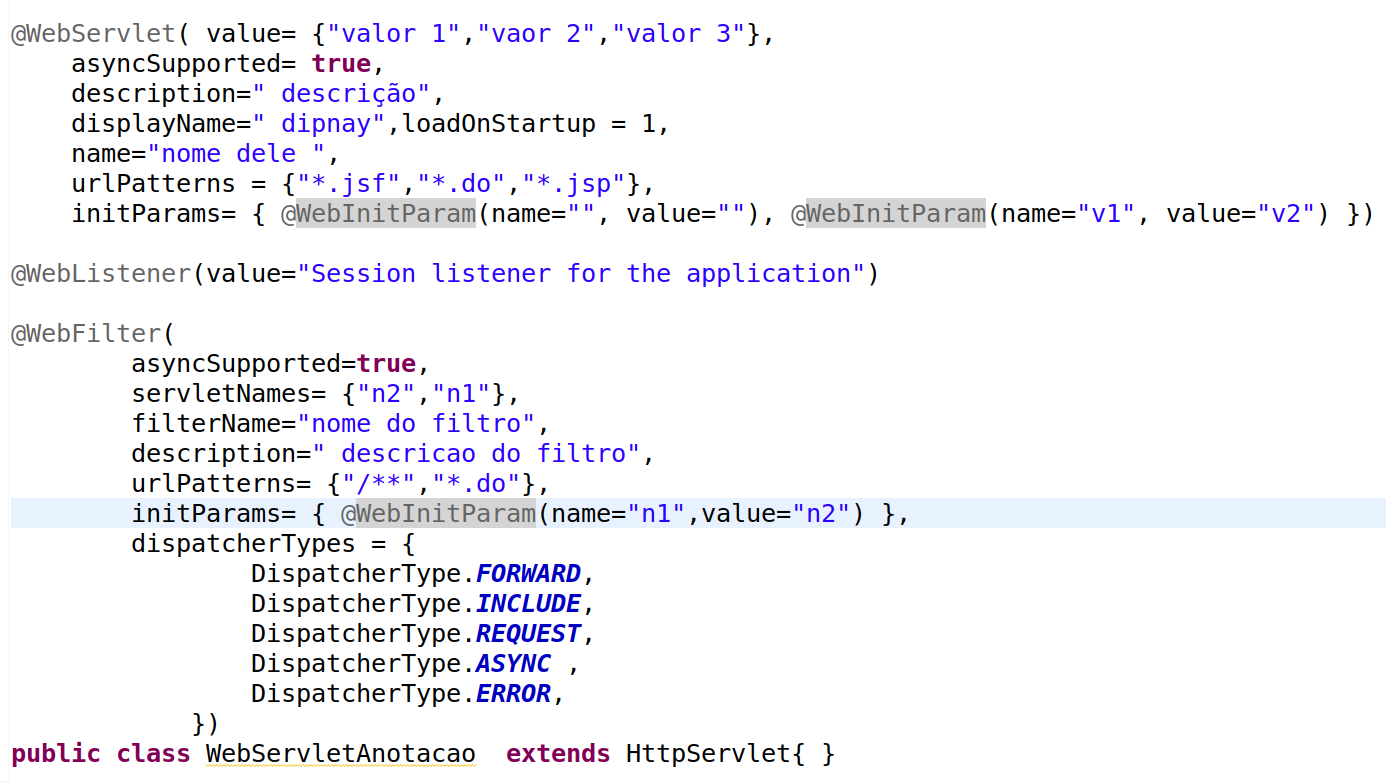 @WebServlet( value= {"valor 1","vaor 2","valor 3"},
    asyncSupported= true,
    description=" descrição",
    displayName=" dipnay",loadOnStartup = 1,
    name="nome dele ",
    urlPatterns = {"*.jsf","*.do","*.jsp"},
    initParams= { @WebInitParam(name="", value=""), @WebInitParam(name="v1", value="v2") })

@WebListener(value="Session listener for the application")

@WebFilter(
        asyncSupported=true,
        servletNames= {"n2","n1"},
        filterName="nome do filtro",
        description=" descricao do filtro",
        urlPatterns= {"/**","*.do"},
        initParams= { @WebInitParam(name="n1",value="n2") },
        dispatcherTypes = {
                DispatcherType.FORWARD,
                DispatcherType.INCLUDE,
                DispatcherType.REQUEST,
                DispatcherType.ASYNC ,
                DispatcherType.ERROR,
            })
public class WebServletAnotacao  extends HttpServlet{ }